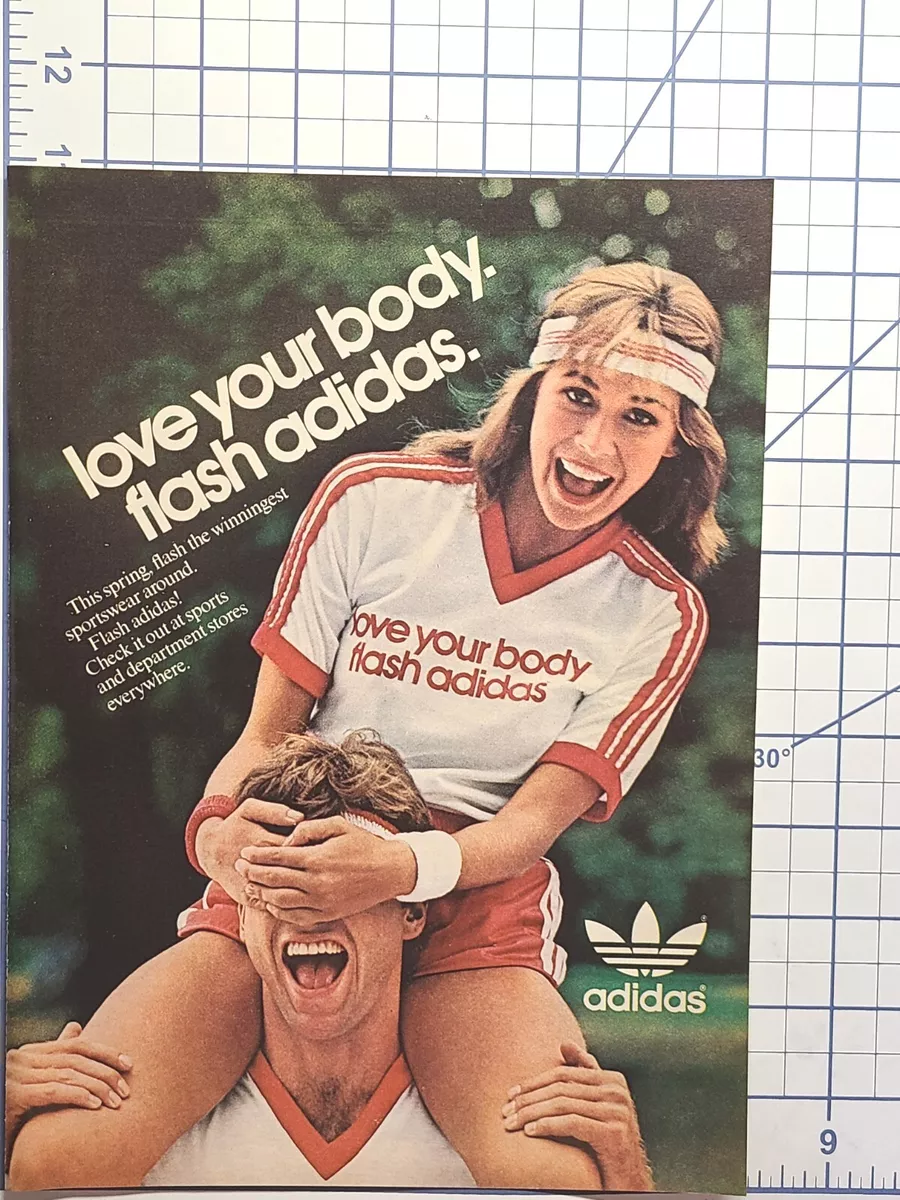 12
11
love your body.
flash adidas.
This spring, flash the winningest
sportswear around.
Flash adidas!
Check it out at sports
and department stores
everywhere.
love your body
flash adidas
30°
®
adidas®
9